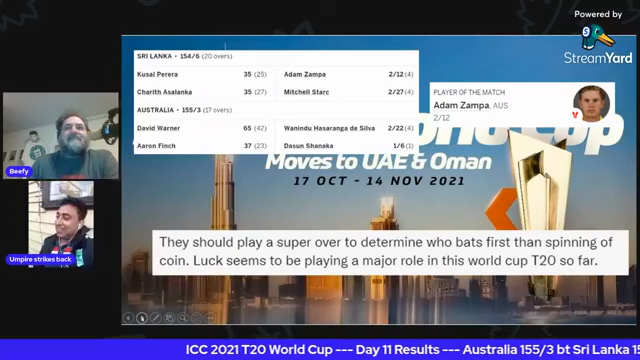 Powered by
StreamYard
SRI LANKA • 154/6 (20 overs)
Kusal Perera 35 (25) Adam Zampa 2/12 (4)
Charith Asalanka 35 (27) Mitchell Starc 2/27 (4)
AUSTRALIA • 155/3 (17 overs)
David Warner 65 (42) Wanindu Hasaranga de Silva 2/22 (4)
Aaron Finch 37 (23) Dasun Shanaka 1/6 (1)
PLAYER OF THE MATCH
Adam Zampa, AUS
2/12
World Cup
Moves to UAE & Oman
17 OCT - 14 NOV 2021
Beefy
They should play a super over to determine who bats first than spinning of
coin. Luck seems to be playing a major role in this world cup T20 so far.
Umpire strikes back
ICC 2021 T20 World Cup --- Day 11 Results --- Australia 155/3 bt Sri Lanka 15